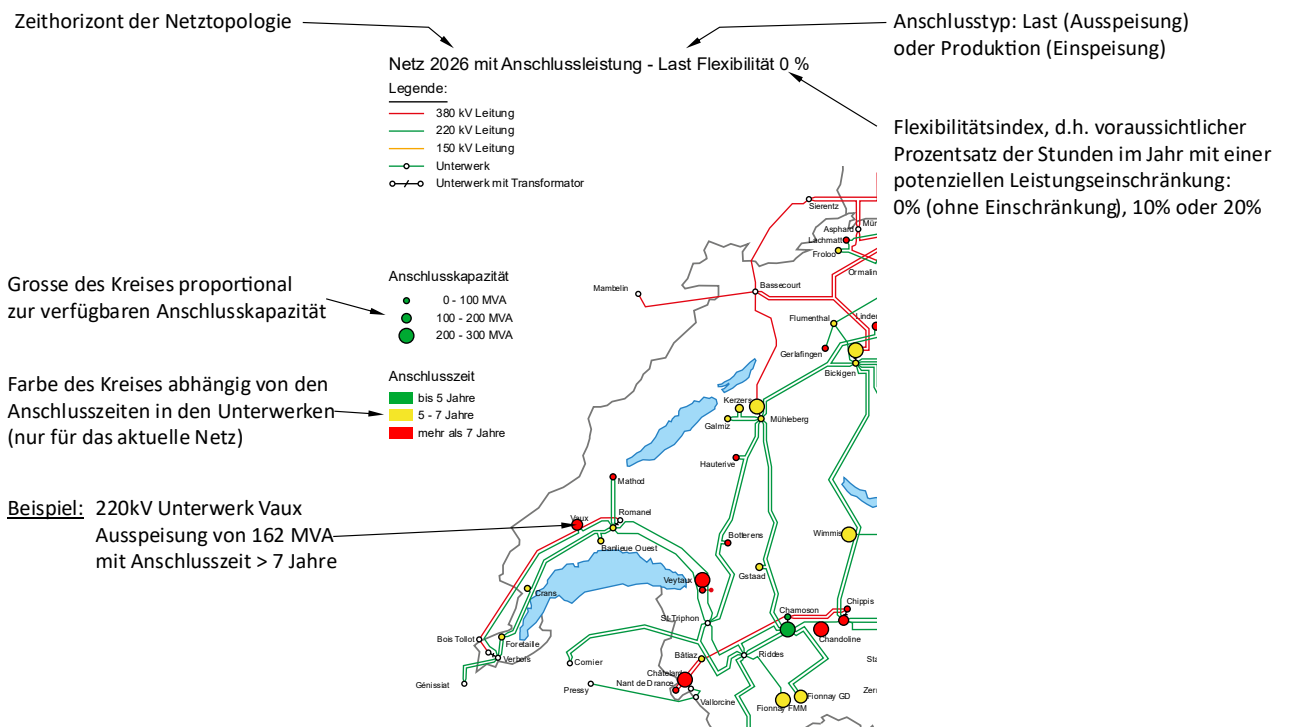 Zeithorizont der Netztopologie
Anschlusstyp: Last (Ausspeisung)
oder Produktion (Einspeisung)
Netz 2026 mit Anschlussleistung - Last Flexibilität 0 %
Legende:
380 kV Leitung
220 kV Leitung
150 kV Leitung
Unterwerk
Unterwerk mit Transformator
Flexibilitätsindex, d.h. voraussichtlicher
Prozentsatz der Stunden im Jahr mit einer
potenziellen Leistungseinschränkung:
0% (ohne Einschränkung), 10% oder 20%
Grosse des Kreises proportional
zur verfügbaren Anschlusskapazität
Anschlusskapazität
0 - 100 MVA
100 - 200 MVA
200 - 300 MVA
Farbe des Kreises abhängig von den
Anschlusszeiten in den Unterwerken
(nur für das aktuelle Netz)
Anschlusszeit
bis 5 Jahre
5 - 7 Jahre
mehr als 7 Jahre
Beispiel: 220kV Unterwerk Vaux
Ausspeisung von 162 MVA
mit Anschlusszeit > 7 Jahre
Sierentz
Asphard
Mün
Lachmatt
Froloo
Ormalin
Mambelin
Bassecourt
Flumenthal
Linden
Gerlafingen
Bickigen
Kerzers
Galmiz
Mühleberg
Hauterive
Mathod
Vaux
Romanel
Banlieue Ouest
Botterens
Wimmis
Gstaad
Veytaux
Crans
Chamoson
Chippis
St-Triphon
Chandoline
Bois Tollot
Foretaille
Verbois
Cornier
Bâtiaz
Riddes
Sta
Génissiat
Pressy
Châtelard
Nant de Drance
Vallorcine
Fionnay GD
Fionnay FMM
Zerm